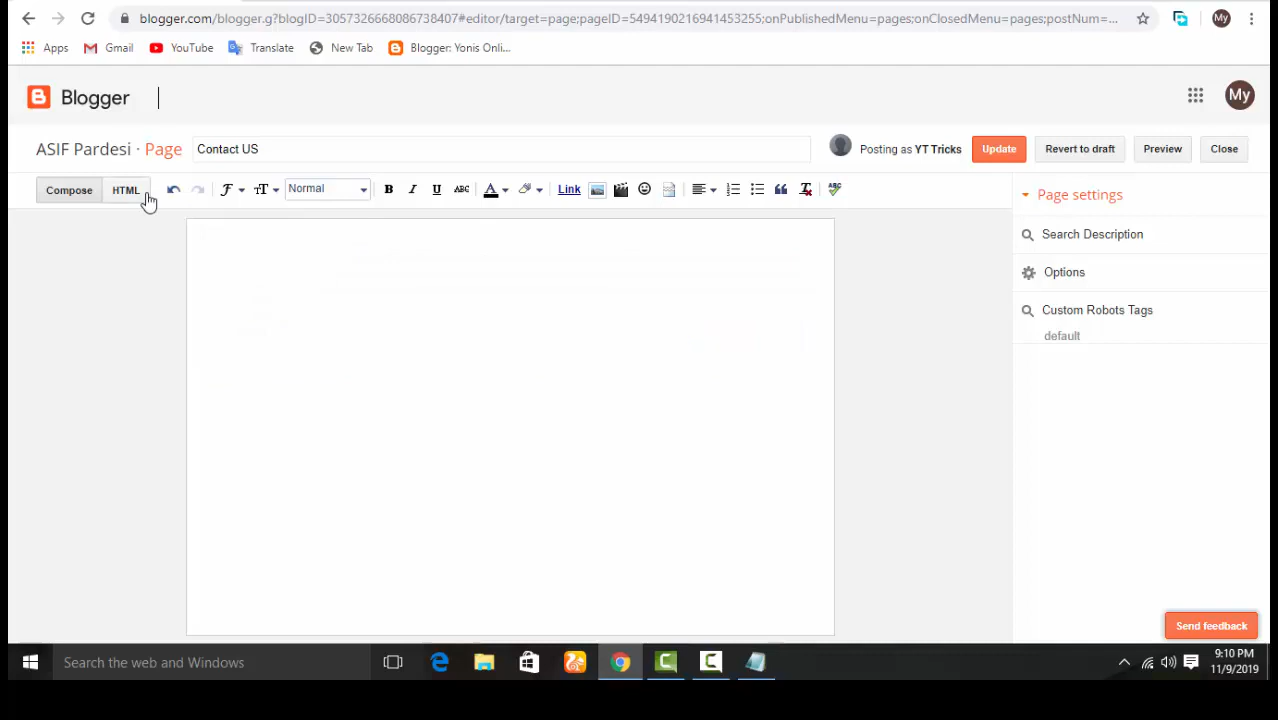 blogger.com/blogger.g?blogID=3057326668086738407#editor/target=page;pageID=5494190216941453255;onPublishedMenu=pages;onClosedMenu=pages;postNum=...
My
Apps
Gmail
YouTube
Translate
New Tab
Blogger: Yonis Onli...
Blogger
My
ASIF Pardesi · Page
Contact US
Posting as YT Tricks
Update
Revert to draft
Preview
Close
Compose
HTML
Normal
B
I
U
ABC
A
Link
ABC
Page settings
Search Description
Options
Custom Robots Tags
default
Send feedback
Search the web and Windows
9:10 PM
11/9/2019